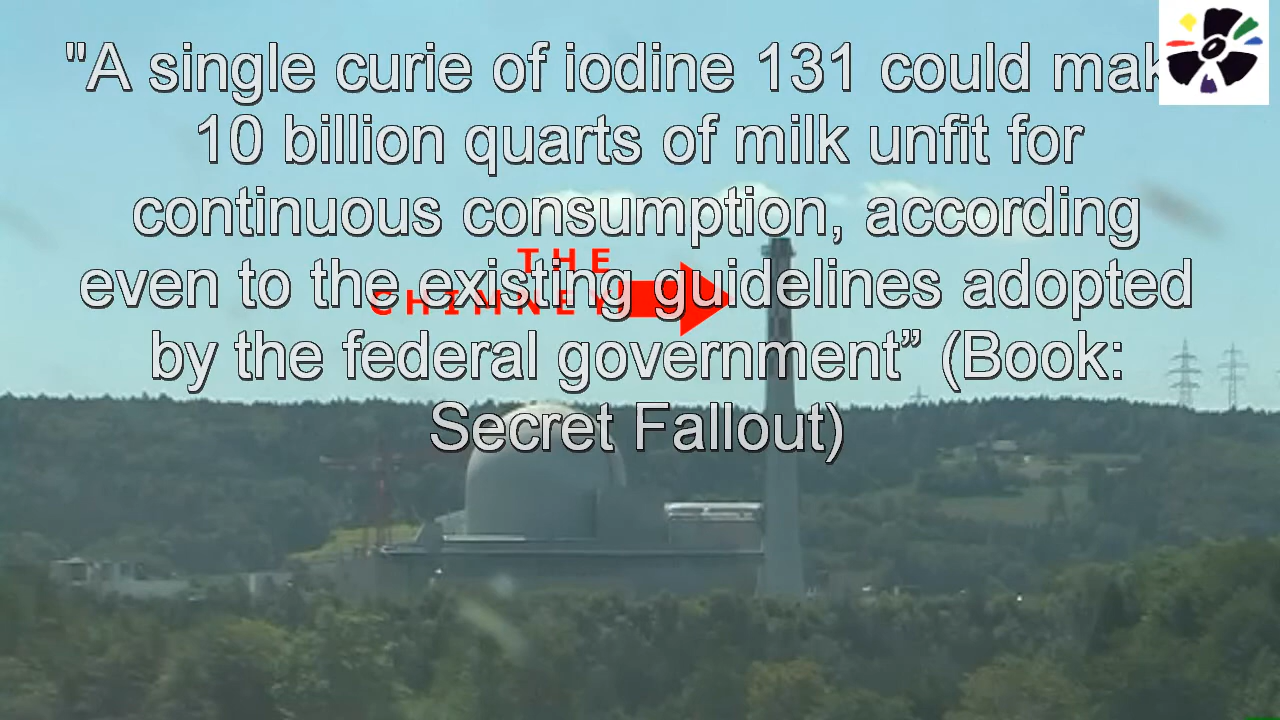 "A single curie of iodine 131 could mak
10 billion quarts of milk unfit for
continuous consumption, according
even to the existing guidelines adopted
by the federal government” (Book:
Secret Fallout)
THE
CHIMNEY